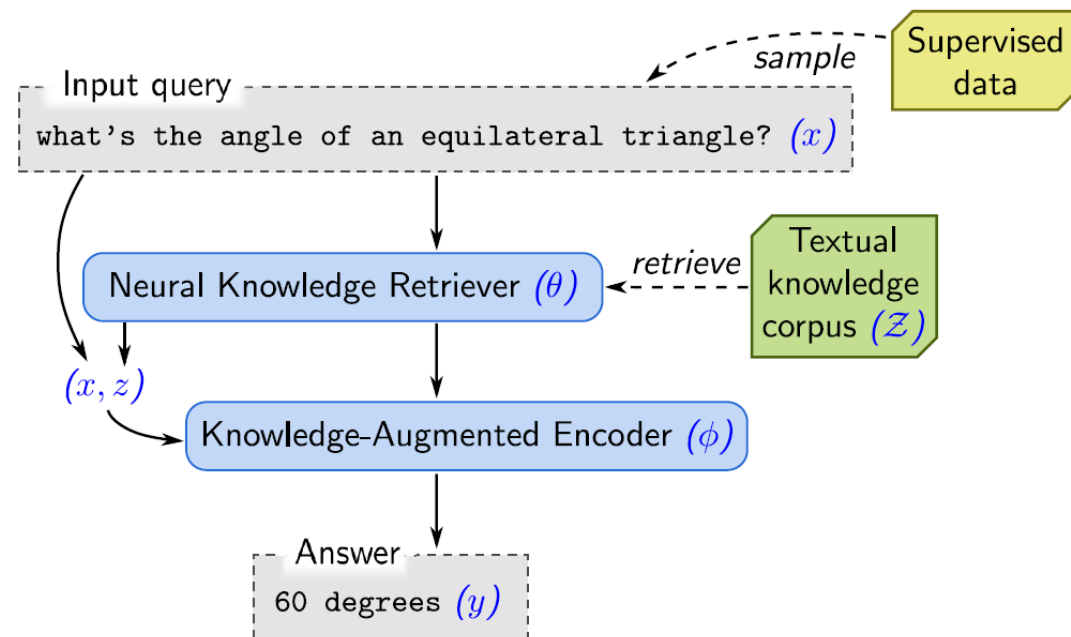 sample
Supervised
data
Input query
what's the angle of an equilateral triangle? (x)
Neural Knowledge Retriever (θ)
retrieve
Textual
knowledge
corpus (𝒵)
(x, z)
Knowledge-Augmented Encoder (ϕ)
Answer
60 degrees (y)